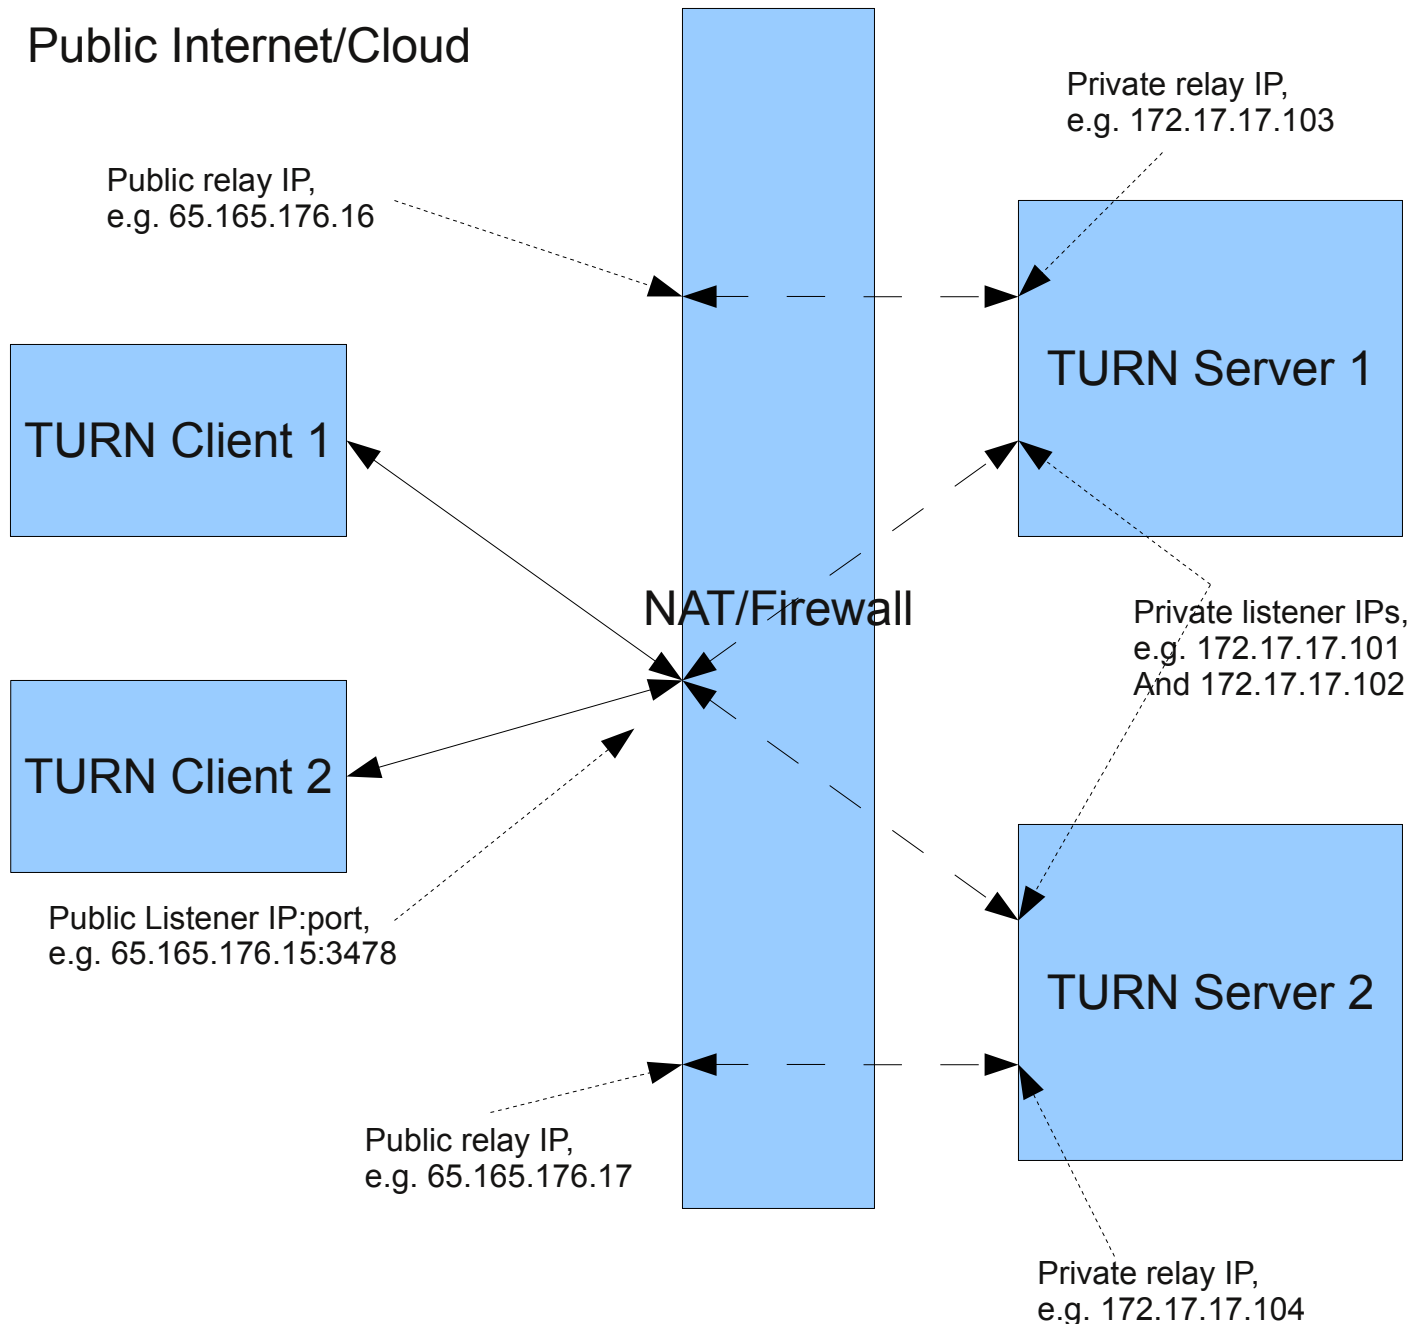 Public Internet/Cloud
Private relay IP,
e.g. 172.17.17.103
Public relay IP,
e.g. 65.165.176.16
TURN Server 1
TURN Client 1
NAT/Firewall
Private listener IPs,
e.g. 172.17.17.101
And 172.17.17.102
TURN Client 2
Public Listener IP:port,
e.g. 65.165.176.15:3478
TURN Server 2
Public relay IP,
e.g. 65.165.176.17
Private relay IP,
e.g. 172.17.17.104